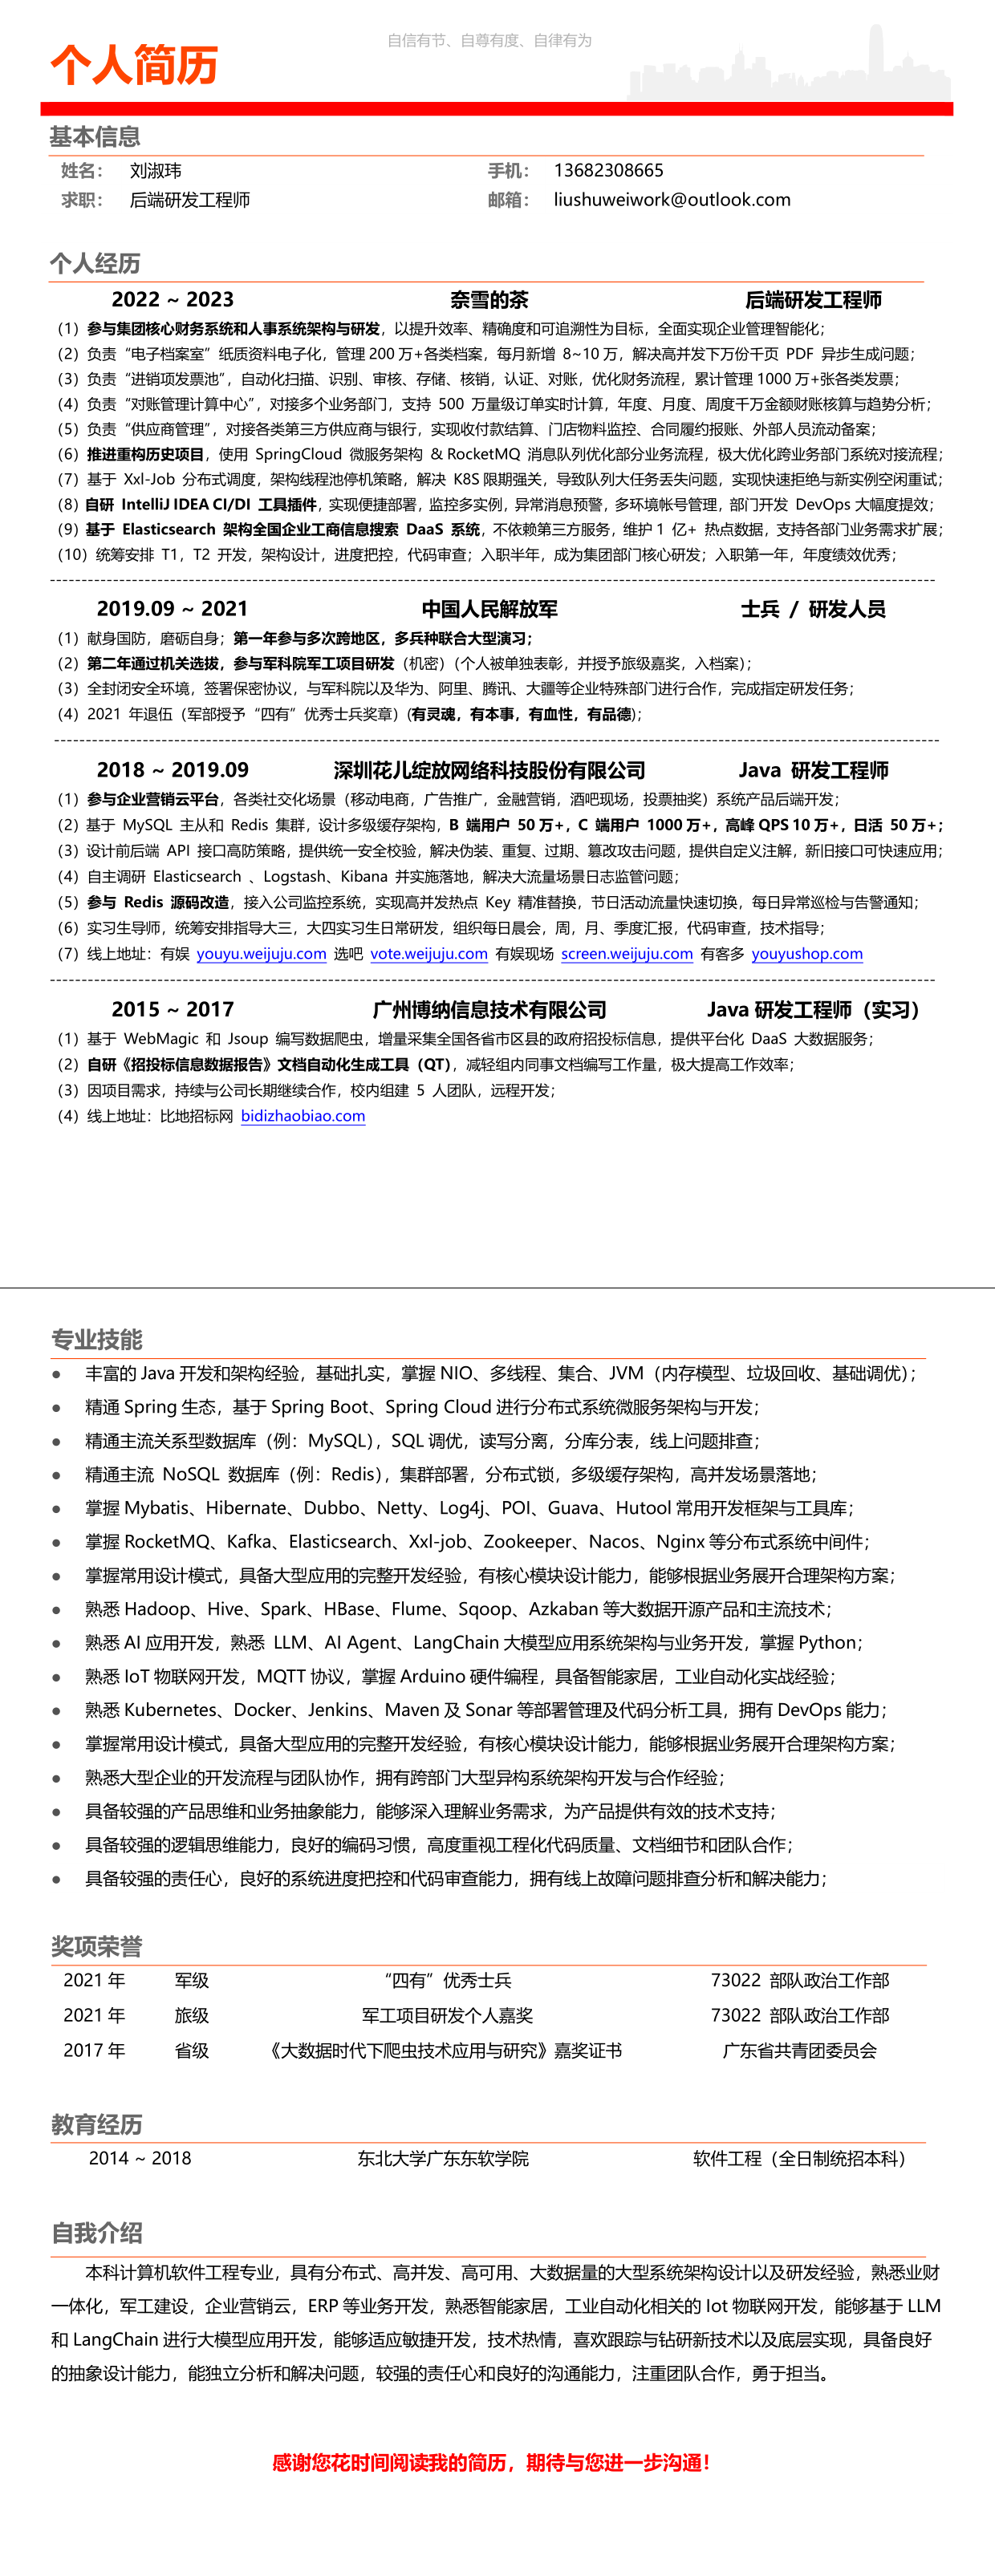 自信有节、自尊有度、自律有为
个人简历
基本信息
姓名： 刘淑玮 手机： 13682308665
求职： 后端研发工程师 邮箱： liushuweiwork@outlook.com
个人经历
2022 ~ 2023 奈雪的茶 后端研发工程师
（1）参与集团核心财务系统和人事系统架构与研发，以提升效率、精确度和可追溯性为目标，全面实现企业管理智能化；
（2）负责“电子档案室”纸质资料电子化，管理 200 万+各类档案，每月新增 8~10 万，解决高并发下万份千页 PDF 异步生成问题；
（3）负责“进销项发票池”，自动化扫描、识别、审核、存储、核销，认证、对账，优化财务流程，累计管理 1000 万+张各类发票；
（4）负责“对账管理计算中心”，对接多个业务部门，支持 500 万量级订单实时计算，年度、月度、周度千万金额财账核算与趋势分析；
（5）负责“供应商管理”，对接各类第三方供应商与银行，实现收付款结算、门店物料监控、合同履约报账、外部人员流动备案；
（6）推进重构历史项目，使用 SpringCloud 微服务架构 & RocketMQ 消息队列优化部分业务流程，极大优化跨业务部门系统对接流程；
（7）基于 Xxl-Job 分布式调度，架构线程池停机策略，解决 K8S 限期强关，导致队列大任务丢失问题，实现快速拒绝与新实例空闲重试；
（8）自研 IntelliJ IDEA CI/DI 工具插件，实现便捷部署，监控多实例，异常消息预警，多环境帐号管理，部门开发 DevOps 大幅度提效；
（9）基于 Elasticsearch 架构全国企业工商信息搜索 DaaS 系统，不依赖第三方服务，维护 1 亿+ 热点数据，支持各部门业务需求扩展；
（10）统筹安排 T1，T2 开发，架构设计，进度把控，代码审查；入职半年，成为集团部门核心研发；入职第一年，年度绩效优秀；
2019.09 ~ 2021 中国人民解放军 士兵 / 研发人员
（1）献身国防，磨砺自身；第一年参与多次跨地区，多兵种联合大型演习；
（2）第二年通过机关选拔，参与军科院军工项目研发（机密）（个人被单独表彰，并授予旅级嘉奖，入档案）；
（3）全封闭安全环境，签署保密协议，与军科院以及华为、阿里、腾讯、大疆等企业特殊部门进行合作，完成指定研发任务；
（4）2021 年退伍（军部授予“四有”优秀士兵奖章）(有灵魂，有本事，有血性，有品德)；
2018 ~ 2019.09 深圳花儿绽放网络科技股份有限公司 Java 研发工程师
（1）参与企业营销云平台，各类社交化场景（移动电商，广告推广，金融营销，酒吧现场，投票抽奖）系统产品后端开发；
（2）基于 MySQL 主从和 Redis 集群，设计多级缓存架构，B 端用户 50 万+，C 端用户 1000 万+，高峰 QPS 10 万+，日活 50 万+；
（3）设计前后端 API 接口高防策略，提供统一安全校验，解决伪装、重复、过期、篡改攻击问题，提供自定义注解，新旧接口可快速应用；
（4）自主调研 Elasticsearch 、Logstash、Kibana 并实施落地，解决大流量场景日志监管问题；
（5）参与 Redis 源码改造，接入公司监控系统，实现高并发热点 Key 精准替换，节日活动流量快速切换，每日异常巡检与告警通知；
（6）实习生导师，统筹安排指导大三，大四实习生日常研发，组织每日晨会，周，月、季度汇报，代码审查，技术指导；
（7）线上地址：有娱 youyu.weijuju.com 选吧 vote.weijuju.com 有娱现场 screen.weijuju.com 有客多 youyushop.com
2015 ~ 2017 广州博纳信息技术有限公司 Java 研发工程师（实习）
（1）基于 WebMagic 和 Jsoup 编写数据爬虫，增量采集全国各省市区县的政府招投标信息，提供平台化 DaaS 大数据服务；
（2）自研《招投标信息数据报告》文档自动化生成工具（QT），减轻组内同事文档编写工作量，极大提高工作效率；
（3）因项目需求，持续与公司长期继续合作，校内组建 5 人团队，远程开发；
（4）线上地址：比地招标网 bidizhaobiao.com
专业技能
● 丰富的 Java 开发和架构经验，基础扎实，掌握 NIO、多线程、集合、JVM（内存模型、垃圾回收、基础调优）；
● 精通 Spring 生态，基于 Spring Boot、Spring Cloud 进行分布式系统微服务架构与开发；
● 精通主流关系型数据库（例：MySQL），SQL 调优，读写分离，分库分表，线上问题排查；
● 精通主流 NoSQL 数据库（例：Redis），集群部署，分布式锁，多级缓存架构，高并发场景落地；
● 掌握 Mybatis、Hibernate、Dubbo、Netty、Log4j、POI、Guava、Hutool 常用开发框架与工具库；
● 掌握 RocketMQ、Kafka、Elasticsearch、Xxl-job、Zookeeper、Nacos、Nginx 等分布式系统中间件；
● 掌握常用设计模式，具备大型应用的完整开发经验，有核心模块设计能力，能够根据业务展开合理架构方案；
● 熟悉 Hadoop、Hive、Spark、HBase、Flume、Sqoop、Azkaban 等大数据开源产品和主流技术；
● 熟悉 AI 应用开发，熟悉 LLM、AI Agent、LangChain 大模型应用系统架构与业务开发，掌握 Python；
● 熟悉 IoT 物联网开发，MQTT 协议，掌握 Arduino 硬件编程，具备智能家居，工业自动化实战经验；
● 熟悉 Kubernetes、Docker、Jenkins、Maven 及 Sonar 等部署管理及代码分析工具，拥有 DevOps 能力；
● 掌握常用设计模式，具备大型应用的完整开发经验，有核心模块设计能力，能够根据业务展开合理架构方案；
● 熟悉大型企业的开发流程与团队协作，拥有跨部门大型异构系统架构开发与合作经验；
● 具备较强的产品思维和业务抽象能力，能够深入理解业务需求，为产品提供有效的技术支持；
● 具备较强的逻辑思维能力，良好的编码习惯，高度重视工程化代码质量、文档细节和团队合作；
● 具备较强的责任心，良好的系统进度把控和代码审查能力，拥有线上故障问题排查分析和解决能力；
奖项荣誉
2021 年 军级 “四有”优秀士兵 73022 部队政治工作部
2021 年 旅级 军工项目研发个人嘉奖 73022 部队政治工作部
2017 年 省级 《大数据时代下爬虫技术应用与研究》嘉奖证书 广东省共青团委员会
教育经历
2014 ~ 2018 东北大学广东东软学院 软件工程（全日制统招本科）
自我介绍
本科计算机软件工程专业，具有分布式、高并发、高可用、大数据量的大型系统架构设计以及研发经验，熟悉业财
一体化，军工建设，企业营销云，ERP 等业务开发，熟悉智能家居，工业自动化相关的 Iot 物联网开发，能够基于 LLM
和 LangChain 进行大模型应用开发，能够适应敏捷开发，技术热情，喜欢跟踪与钻研新技术以及底层实现，具备良好
的抽象设计能力，能独立分析和解决问题，较强的责任心和良好的沟通能力，注重团队合作，勇于担当。
感谢您花时间阅读我的简历，期待与您进一步沟通！